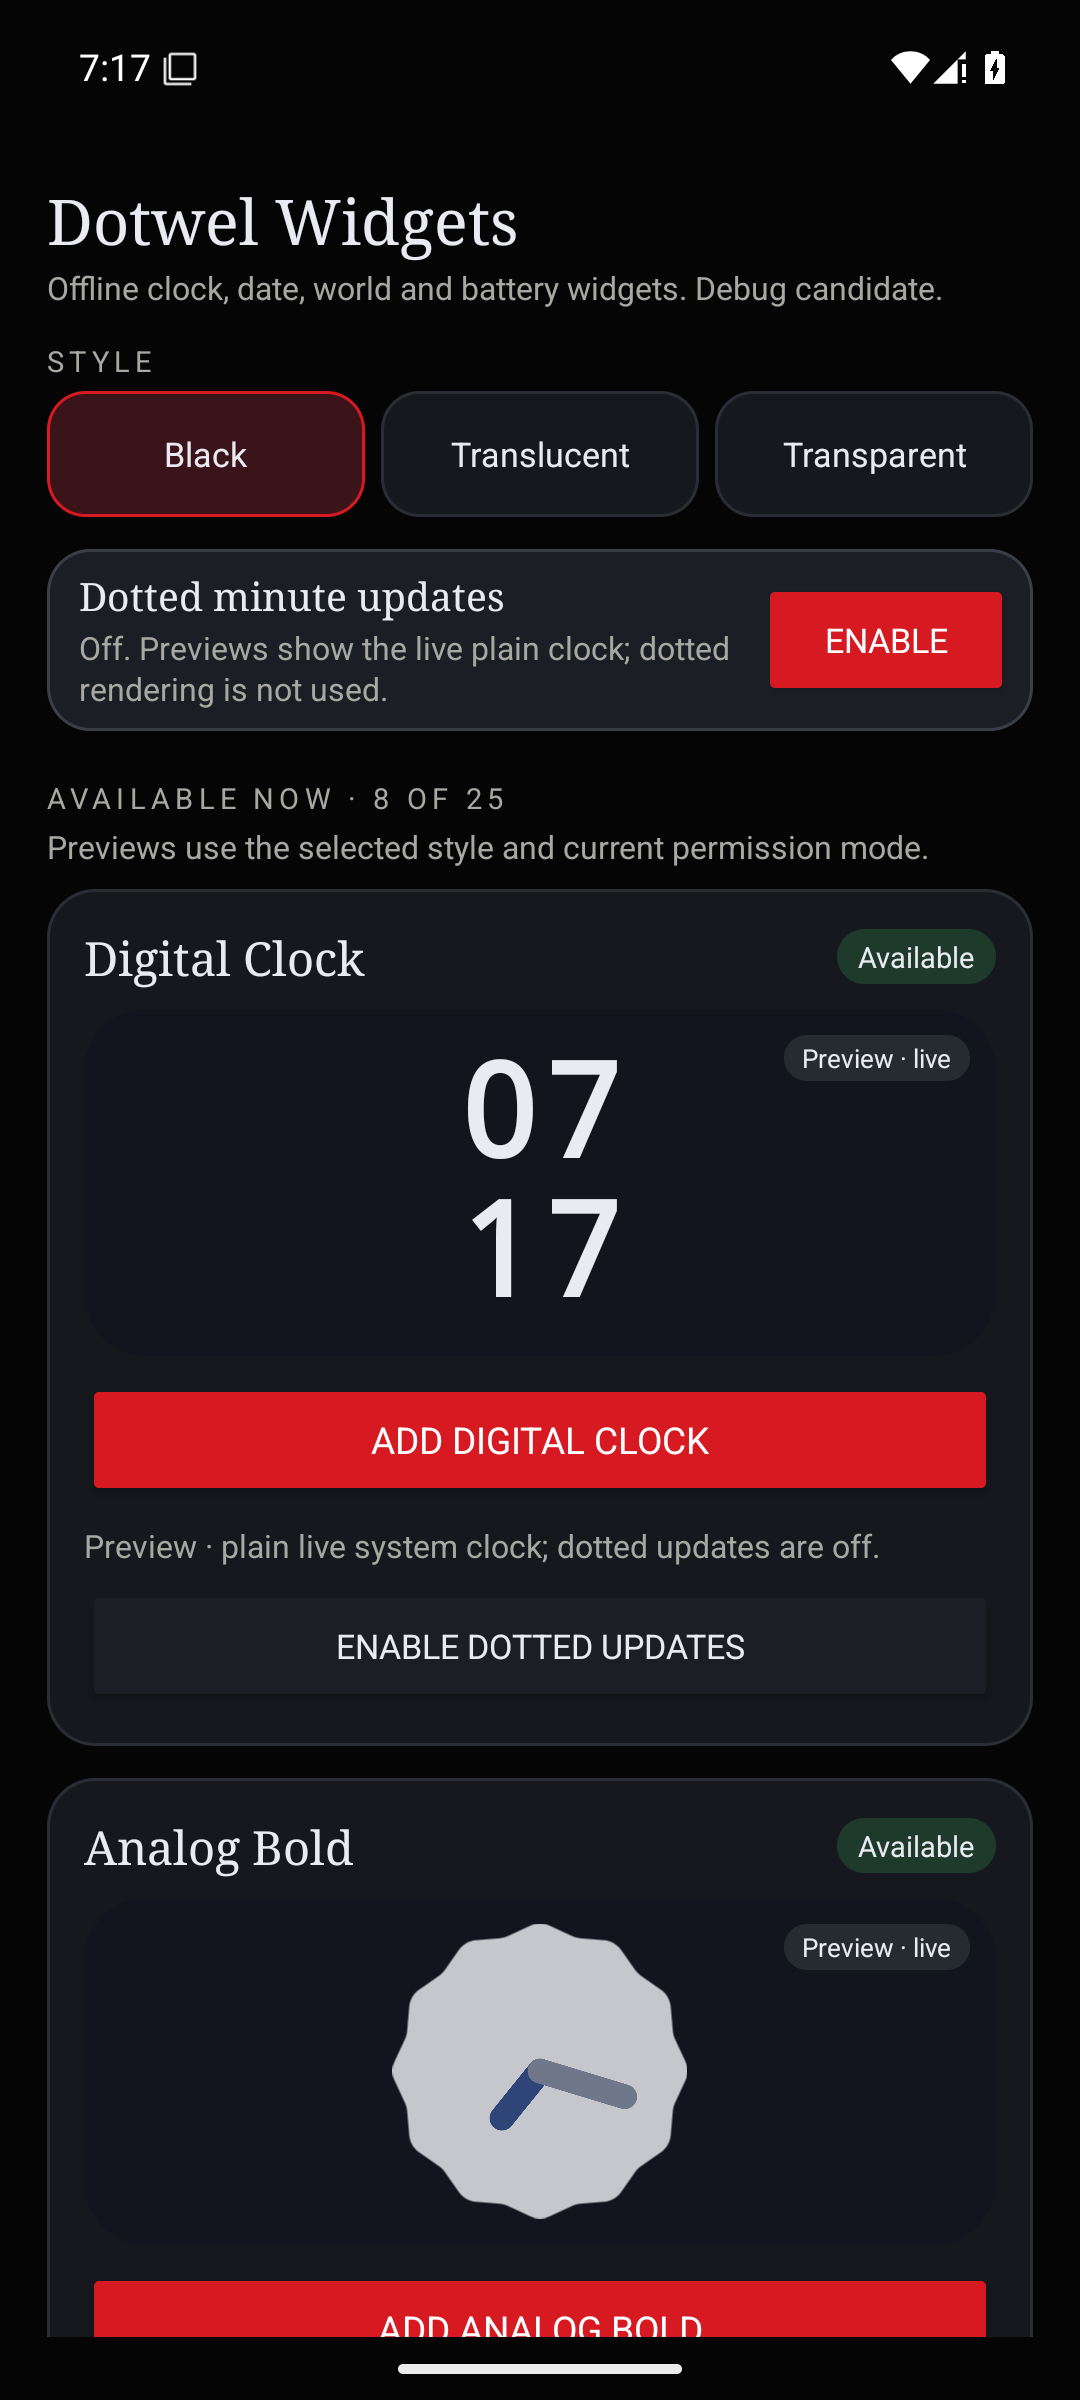 7:17
Dotwel Widgets
Offline clock, date, world and battery widgets. Debug candidate.
STYLE
Black
Translucent
Transparent
Dotted minute updates
Off. Previews show the live plain clock; dotted
rendering is not used.
ENABLE
AVAILABLE NOW · 8 OF 25
Previews use the selected style and current permission mode.
Digital Clock
Available
Preview · live
07
17
ADD DIGITAL CLOCK
Preview · plain live system clock; dotted updates are off.
ENABLE DOTTED UPDATES
Analog Bold
Available
Preview · live
ADD ANALOG BOLD